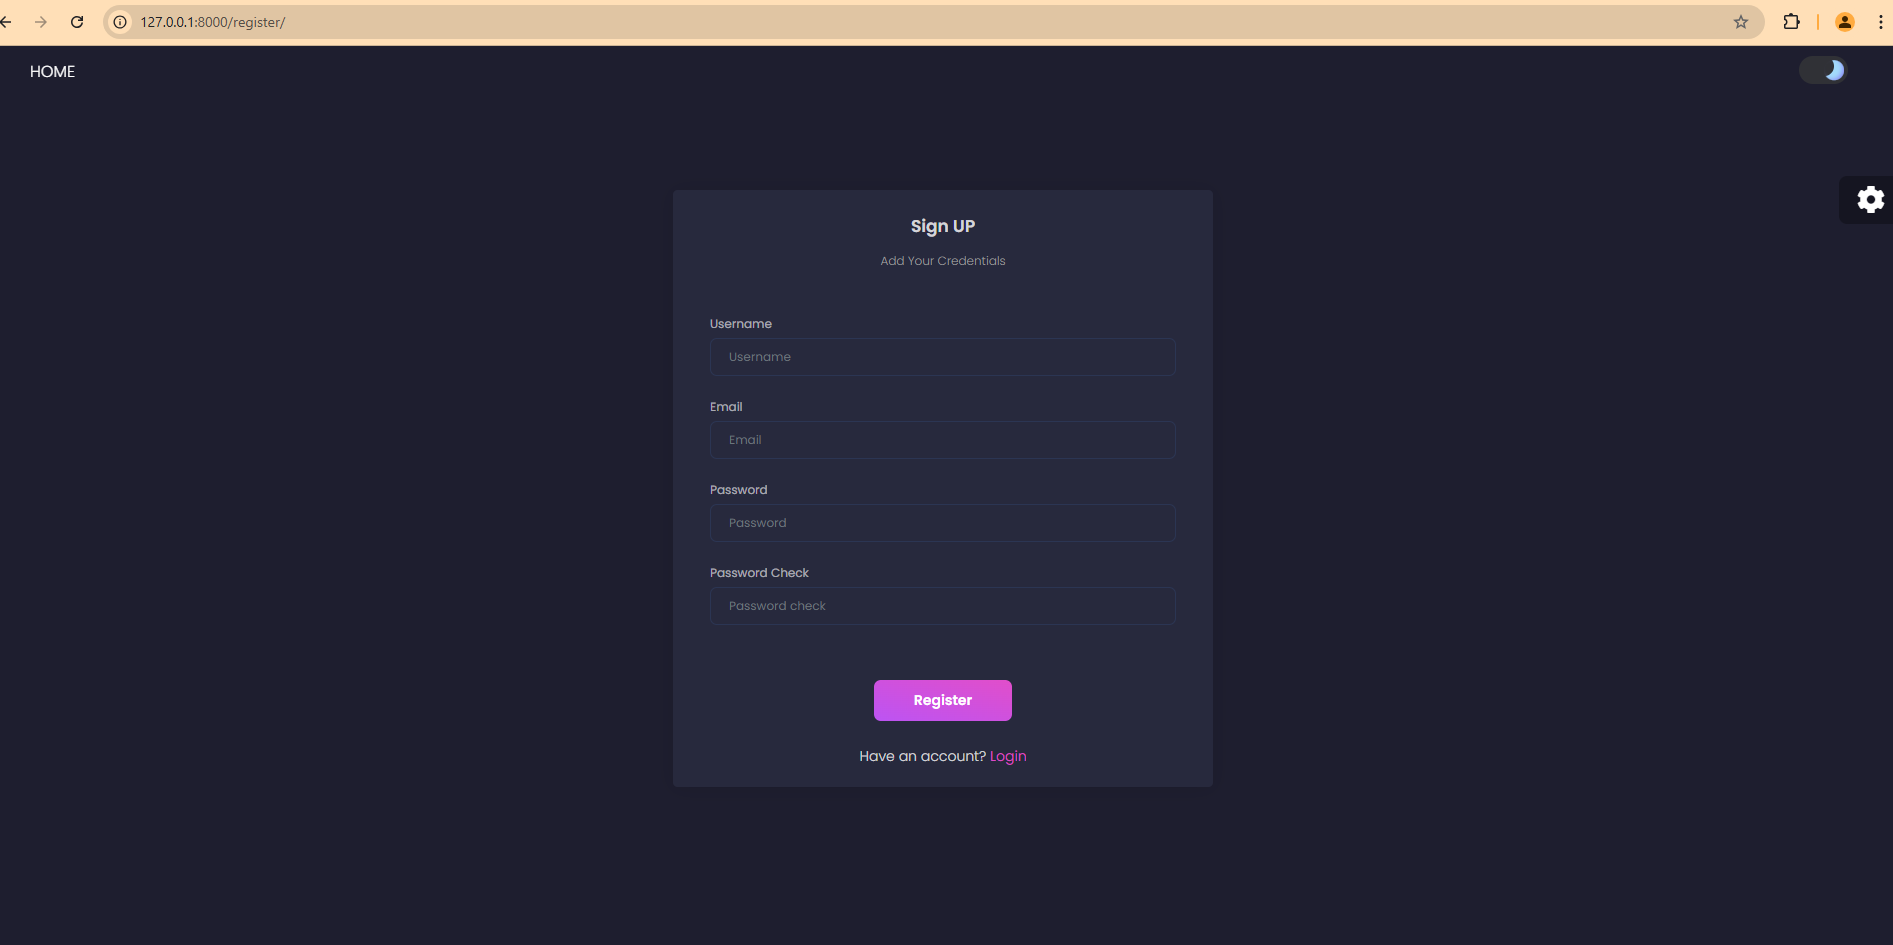 127.0.0.1:8000/register/
HOME
Sign UP
Add Your Credentials
Username
Username
Email
Email
Password
Password
Password Check
Password check
Register
Have an account? Login